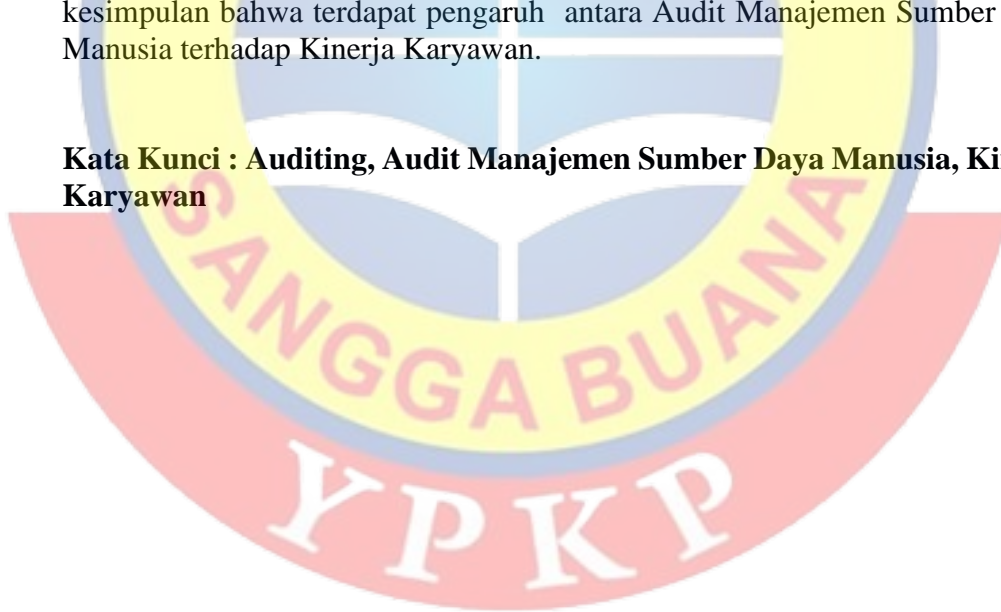 kesimpulan bahwa terdapat pengaruh antara Audit Manajemen Sumber
Manusia terhadap Kinerja Karyawan.
Kata Kunci : Auditing, Audit Manajemen Sumber Daya Manusia,
Karyawan
SANGGA BUANA
YPKP